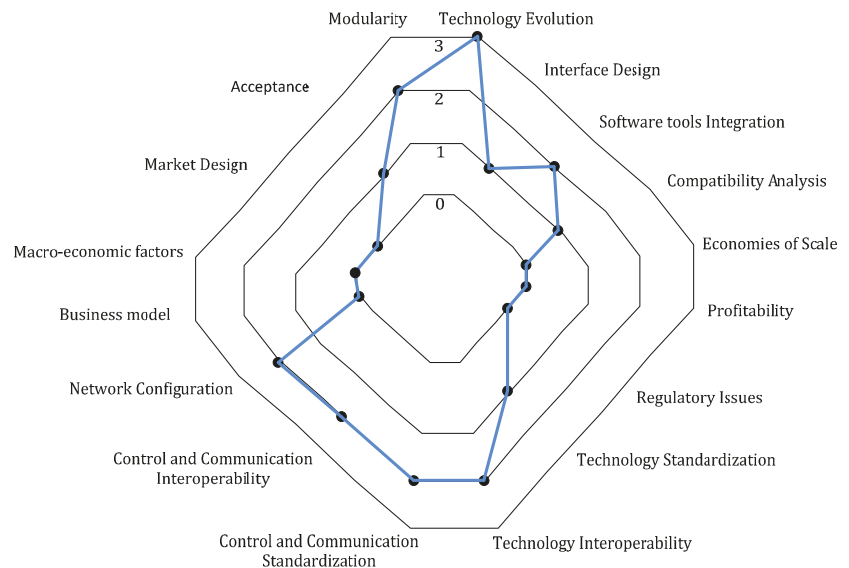 Modularity
Technology Evolution
3
Interface Design
Acceptance
2
Software tools Integration
1
Market Design
Compatibility Analysis
0
Economies of Scale
Macro-economic factors
Profitability
Business model
Network Configuration
Regulatory Issues
Control and Communication
Interoperability
Technology Standardization
Control and Communication
Standardization
Technology Interoperability